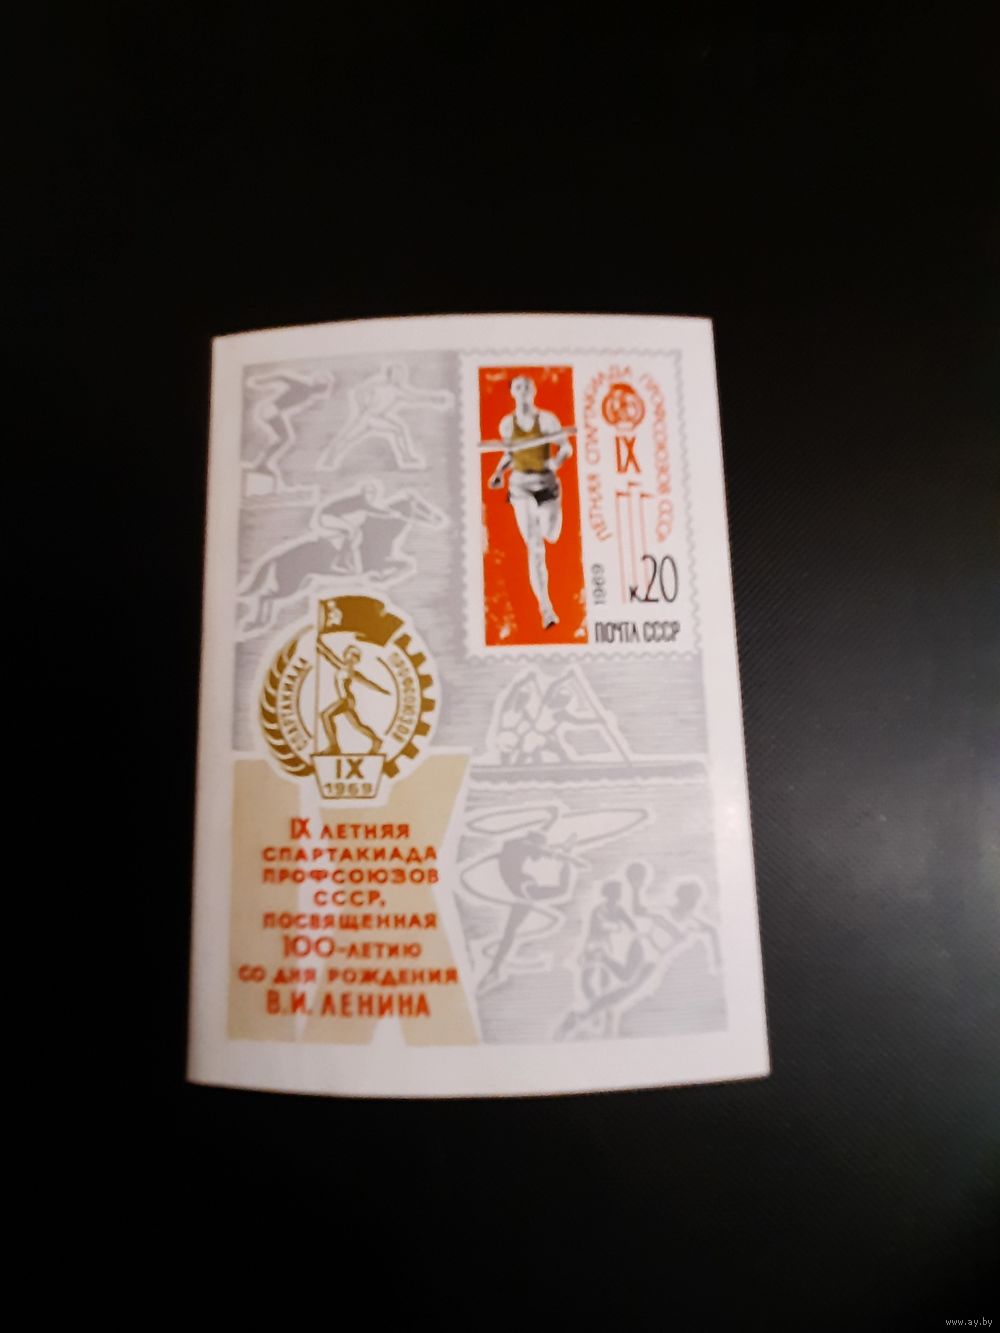 ЛЕТНЯЯ СПАРТАКИАДА ПРОФСОЮЗОВ СССР
IX
1969
к20
ПОЧТА СССР
СПАРТАКИАДА ПРОФСОЮЗОВ
IX
1969
IX ЛЕТНЯЯ
СПАРТАКИАДА
ПРОФСОЮЗОВ
СССР,
ПОСВЯЩЕННАЯ
100-ЛЕТИЮ
СО ДНЯ РОЖДЕНИЯ
В.И. ЛЕНИНА
www.ay.by